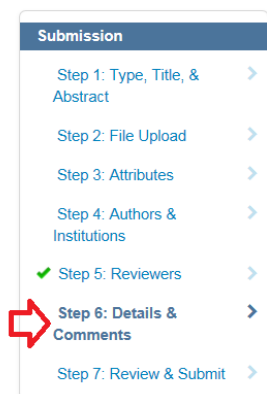 Submission
Step 1: Type, Title, &
Abstract
Step 2: File Upload
Step 3: Attributes
Step 4: Authors &
Institutions
Step 5: Reviewers
Step 6: Details &
Comments
Step 7: Review & Submit